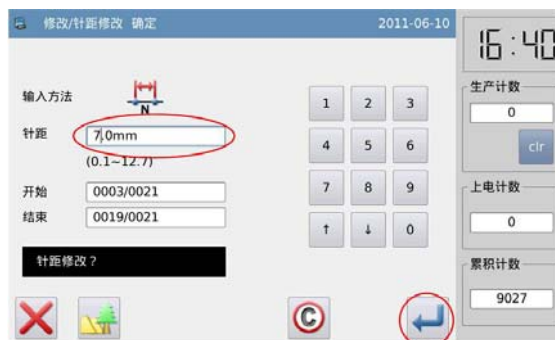 修改/针距修改 确定 2011-06-10
16:40
输入方法 N
生产计数
1 2 3
0
针距 7.0mm
4 5 6
clr
(0.1~12.7)
开始 0003/0021
7 8 9
上电计数
结束 0019/0021
0
↑ ↓ 0
针距修改?
累积计数
9027
C